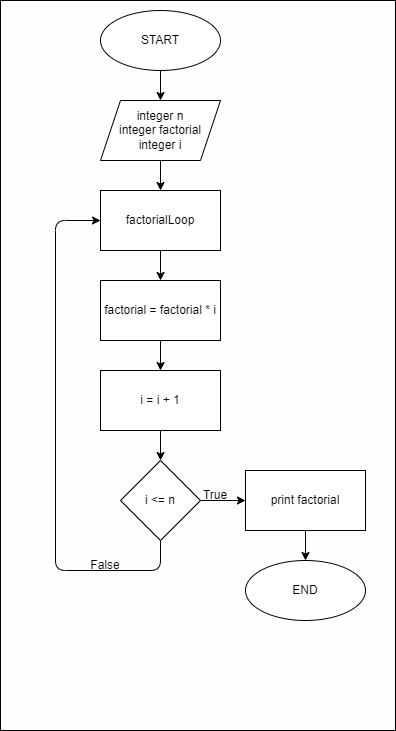 START
integer n
integer factorial
integer i
factorialLoop
factorial = factorial * i
i = i + 1
i <= n
True
print factorial
False
END